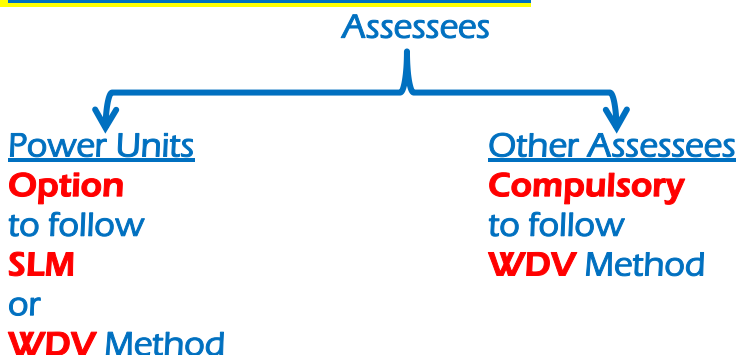 Assessees
Power Units
Option
to follow
SLM
or
WDV Method
Other Assessees
Compulsory
to follow
WDV Method